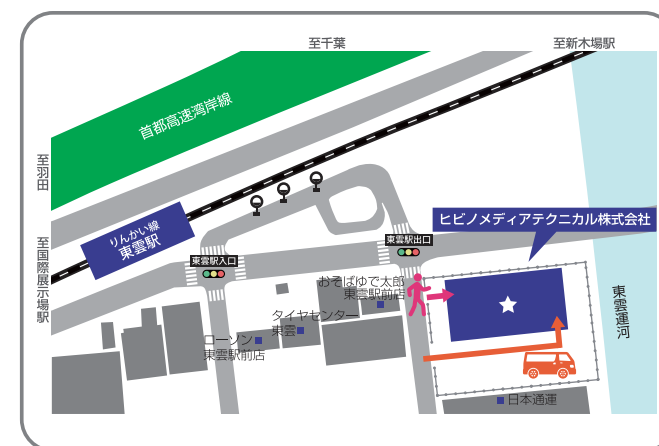 至千葉
至新木場駅
首都高速湾岸線
至羽田
りんかい線
東雲駅
ヒビノメディアテクニカル株式会社
東雲駅出口
至国際展示場駅
東雲駅入口
おそばゆで太郎
東雲駅前店
東雲運河
タイヤセンター
東雲
ローソン
東雲駅前店
日本通運